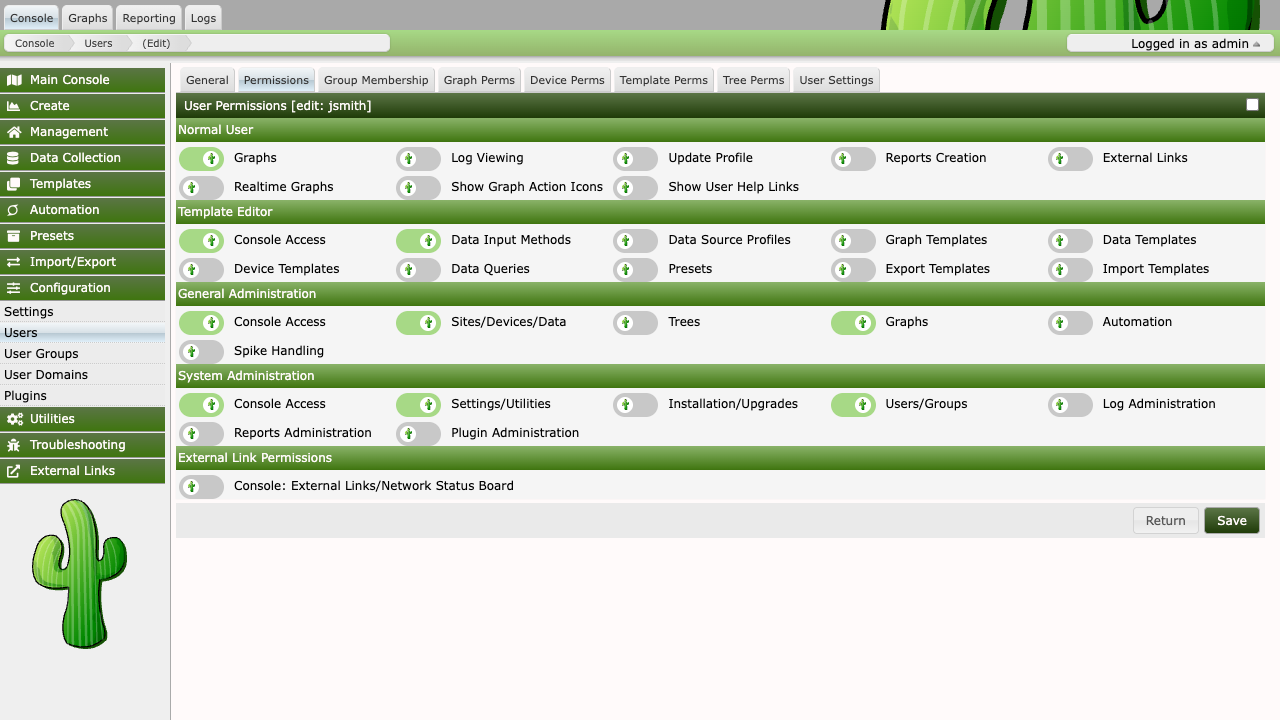 Console Graphs Reporting Logs
Console Users (Edit)
Logged in as admin
Main Console
Create
Management
Data Collection
Templates
Automation
Presets
Import/Export
Configuration
Settings
Users
User Groups
User Domains
Plugins
Utilities
Troubleshooting
External Links
General Permissions Group Membership Graph Perms Device Perms Template Perms Tree Perms User Settings
User Permissions [edit: jsmith]
Normal User
Graphs Log Viewing Update Profile Reports Creation External Links
Realtime Graphs Show Graph Action Icons Show User Help Links
Template Editor
Console Access Data Input Methods Data Source Profiles Graph Templates Data Templates
Device Templates Data Queries Presets Export Templates Import Templates
General Administration
Console Access Sites/Devices/Data Trees Graphs Automation
Spike Handling
System Administration
Console Access Settings/Utilities Installation/Upgrades Users/Groups Log Administration
Reports Administration Plugin Administration
External Link Permissions
Console: External Links/Network Status Board
Return Save